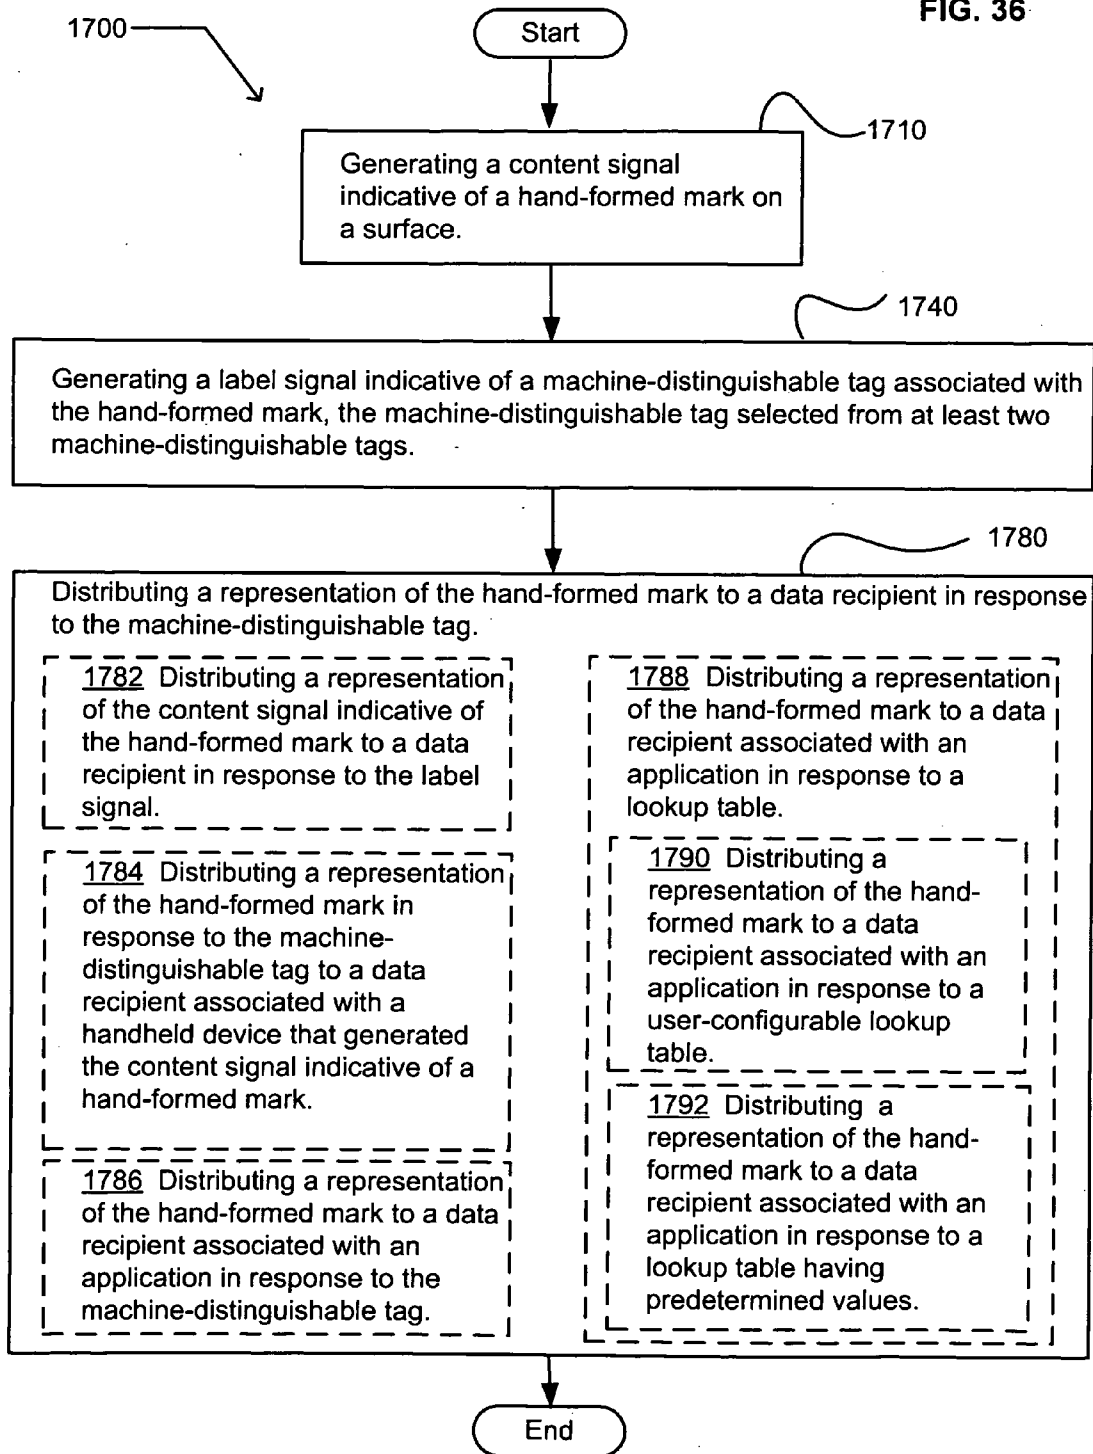 FIG. 36
1700
Start
1710
Generating a content signal
indicative of a hand-formed mark on
a surface.
1740
Generating a label signal indicative of a machine-distinguishable tag associated with
the hand-formed mark, the machine-distinguishable tag selected from at least two
machine-distinguishable tags.
1780
Distributing a representation of the hand-formed mark to a data recipient in response
to the machine-distinguishable tag.
1782 Distributing a representation
of the content signal indicative of
the hand-formed mark to a data
recipient in response to the label
signal.
1784 Distributing a representation
of the hand-formed mark in
response to the machine-
distinguishable tag to a data
recipient associated with a
handheld device that generated
the content signal indicative of a
hand-formed mark.
1786 Distributing a representation
of the hand-formed mark to a data
recipient associated with an
application in response to the
machine-distinguishable tag.
1788 Distributing a representation
of the hand-formed mark to a data
recipient associated with an
application in response to a
lookup table.
1790 Distributing a
representation of the hand-
formed mark to a data
recipient associated with an
application in response to a
user-configurable lookup
table.
1792 Distributing a
representation of the hand-
formed mark to a data
recipient associated with an
application in response to a
lookup table having
predetermined values.
End